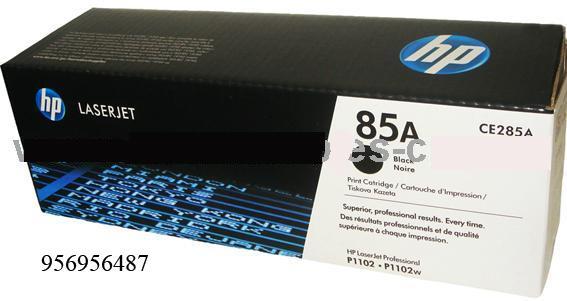 hp
hp
LASERJET
85A
CE285A
Black
Noire
Print Cartridge / Cartouche d'Impression /
Tiskova Kazeta
Superior, professional results. Every time.
Des résultats professionnels et de qualité
supérieure à chaque impression.
HP LaserJet Professional
P1102 • P1102w
956956487